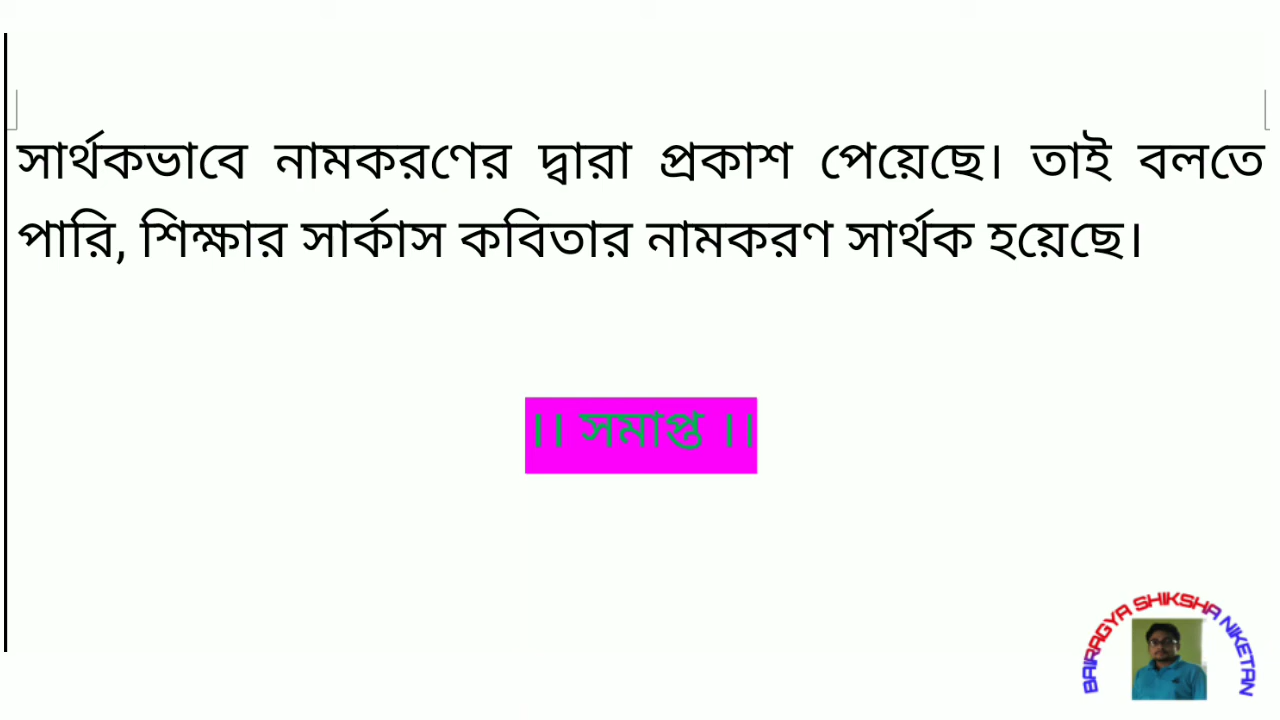 সার্থকভাবে নামকরণের দ্বারা প্রকাশ পেয়েছে। তাই বলতে
পারি, শিক্ষার সার্কাস কবিতার নামকরণ সার্থক হয়েছে।
।। সমাপ্ত ।।
BAIRAGYA SHIKSHA NIKETAN